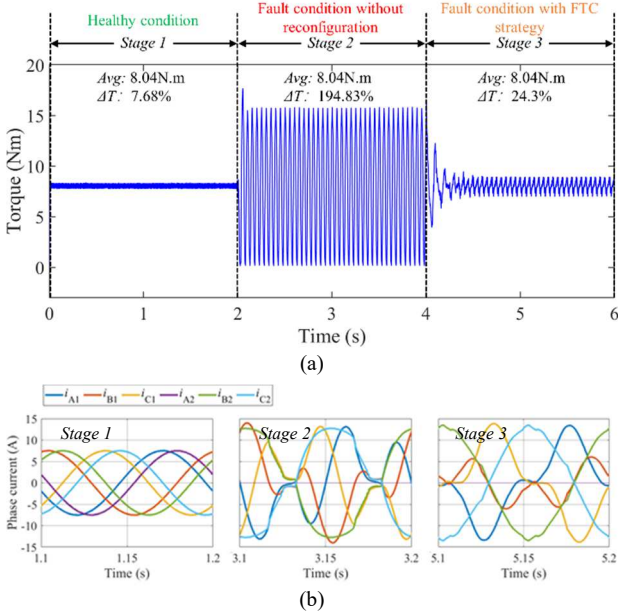 (a)
Healthy condition
Fault condition without
reconfiguration
Fault condition with FTC
strategy
Stage 1
Stage 2
Stage 3
Avg: 8.04N.m
ΔT: 7.68%
Avg: 8.04N.m
ΔT: 194.83%
Avg: 8.04N.m
ΔT: 24.3%
Torque (Nm)
20
15
10
5
0
0
1
2
3
4
5
6
Time (s)
(a)
iA1 iB1 iC1 iA2 iB2 iC2
Phase current (A)
15
10
5
0
-5
-10
-15
Stage 1
Stage 2
Stage 3
1.1 1.15 1.2
3.1 3.15 3.2
5.1 5.15 5.2
Time (s)
Time (s)
Time (s)
(b)